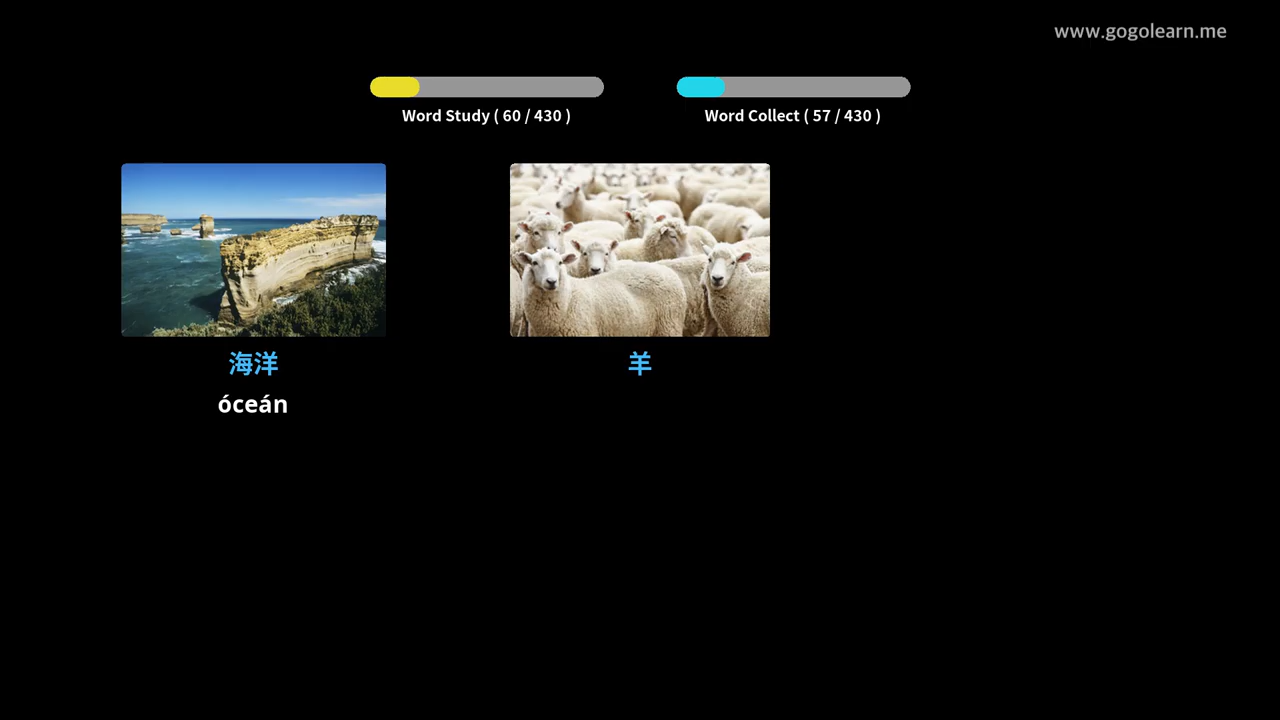 www.gogolearn.me
Word Study ( 60 / 430 )
Word Collect ( 57 / 430 )
海洋
óceán
羊